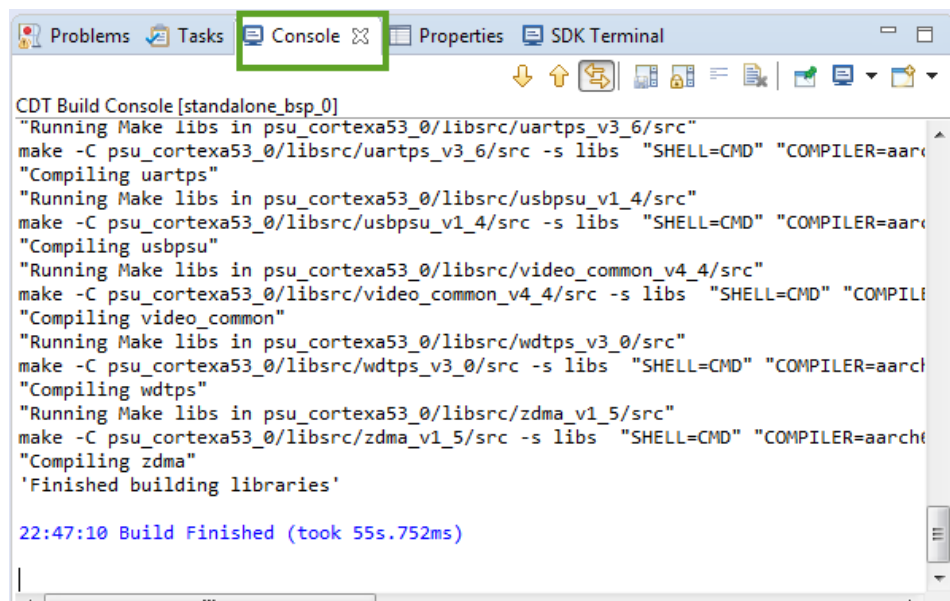 Problems Tasks Console Properties SDK Terminal
CDT Build Console [standalone_bsp_0]
"Running Make libs in psu_cortexa53_0/libsrc/uartps_v3_6/src"
make -C psu_cortexa53_0/libsrc/uartps_v3_6/src -s libs  "SHELL=CMD" "COMPILER=aarc
"Compiling uartps"
"Running Make libs in psu_cortexa53_0/libsrc/usbpsu_v1_4/src"
make -C psu_cortexa53_0/libsrc/usbpsu_v1_4/src -s libs  "SHELL=CMD" "COMPILER=aarc
"Compiling usbpsu"
"Running Make libs in psu_cortexa53_0/libsrc/video_common_v4_4/src"
make -C psu_cortexa53_0/libsrc/video_common_v4_4/src -s libs  "SHELL=CMD" "COMPILE
"Compiling video_common"
"Running Make libs in psu_cortexa53_0/libsrc/wdtps_v3_0/src"
make -C psu_cortexa53_0/libsrc/wdtps_v3_0/src -s libs  "SHELL=CMD" "COMPILER=aarch
"Compiling wdtps"
"Running Make libs in psu_cortexa53_0/libsrc/zdma_v1_5/src"
make -C psu_cortexa53_0/libsrc/zdma_v1_5/src -s libs  "SHELL=CMD" "COMPILER=aarch6
"Compiling zdma"
'Finished building libraries'
22:47:10 Build Finished (took 55s.752ms)